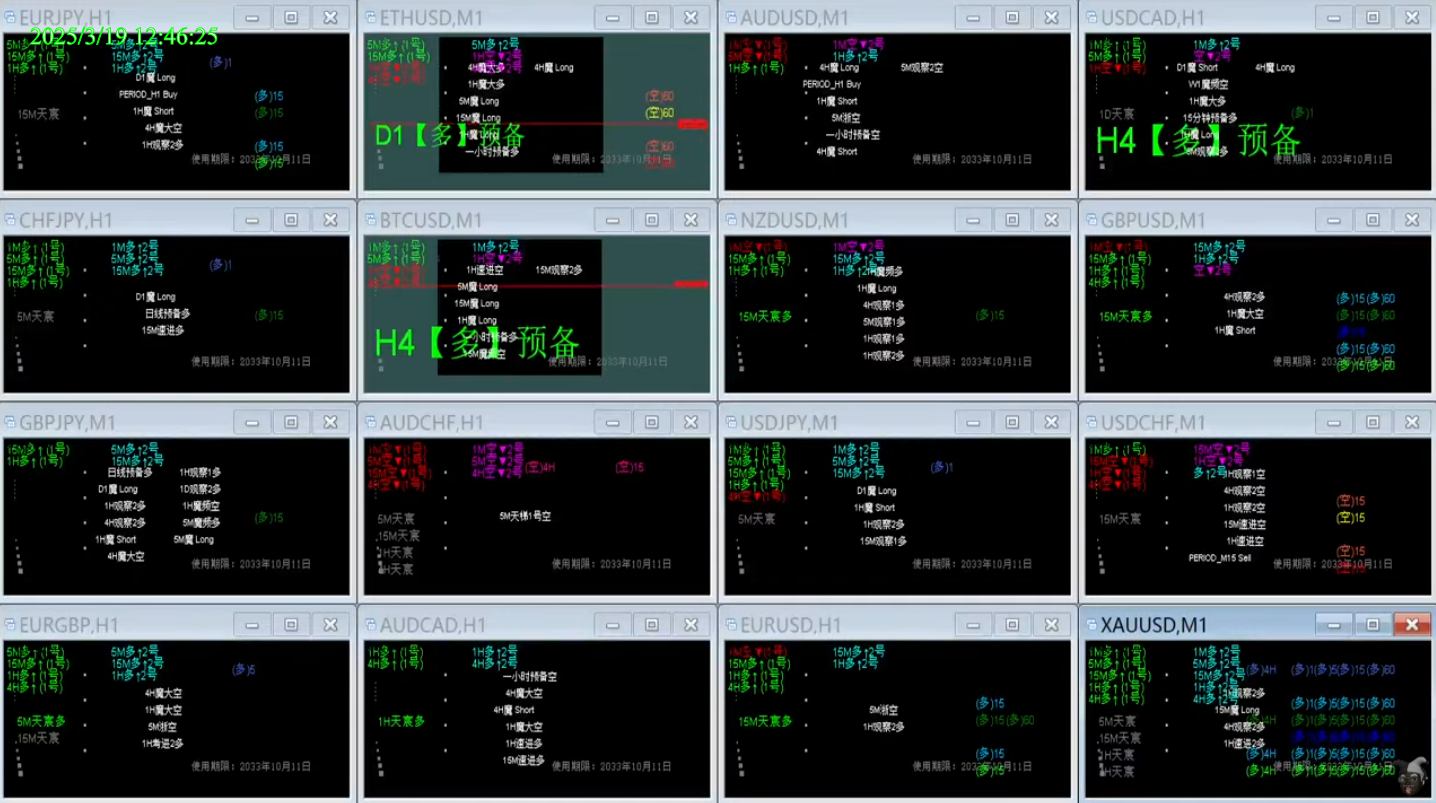 EURJPY,H1
2025/3/19 12:46:25
5M多↑(1号) 5M多↑2号
15M多↑(1号) 15M多↑2号 (多)1
1H多↑(1号) 1H多↑2号
D1魔 Long
PERIOD_H1 Buy (多)15
15M天宸 1H魔 Short (多)15
4H魔大空
1H观察2多 (多)15
使用期限：2033年10月11日
(多)15
ETHUSD,M1
5M多↑(1号) 5M多↑2号
15M多↑(1号)
4H魔大多 4H魔 Long
1H魔大多
5M魔 Long (空)60
15M魔 Long (空)60
D1【多】预备
一小时预备多 (空)60
使用期限：2033年10月11日
AUDUSD,M1
1M空▼(1号) 1M空▼2号
5M空▼(1号) 15M多↑2号
1H多↑(1号) 1H多↑2号
4H魔 Long 5M观察2空
PERIOD_H1 Buy
1H魔 Short
5M浙空
一小时预备空
4H魔 Short
使用期限：2033年10月11日
USDCAD,H1
1M多↑(1号) 1M多↑2号
15M多↑(1号) 空▼2号
1H空▼(1号)
D1魔 Short 4H魔 Long
W1魔频空
1H魔大多
1D天宸 15分钟预备多 (多)1
H4【多】预备
使用期限：2033年10月11日
CHFJPY,H1
1M多↑(1号) 1M多↑2号
5M多↑(1号) 5M多↑2号
15M多↑(1号) 15M多↑2号 (多)1
1H多↑(1号)
D1魔 Long
5M天宸 日线预备多 (多)15
15M速进多
使用期限：2033年10月11日
BTCUSD,M1
1M多↑(1号) 1M多↑2号
5M多↑(1号) 1H空▼2号
1H速进空 15M观察2多
5M魔 Long
15M魔 Long
1H魔 Long
H4【多】预备
使用期限：2033年10月11日
NZDUSD,M1
1M空▼(1号) 1M空▼2号
15M多↑(1号) 15M多↑2号
1H多↑(1号) 1H多↑2号 魔频多
1H魔 Long
4H观察1多
15M天宸多 5M观察1多 (多)15
1H观察1多
1H观察2多
使用期限：2033年10月11日
GBPUSD,M1
1M空▼(1号) 15M多↑2号
15M多↑(1号) 1H多↑2号
1H多↑(1号) 空▼2号
4H多↑(1号)
4H观察2多 (多)15(多)60
15M天宸多 1H魔大空 (多)15(多)60
1H魔 Short
(多)15(多)60
使用期限：2033年10月11日
(多)15(多)60
GBPJPY,M1
15M多↑(1号) 5M多↑2号
1H多↑(1号) 15M多↑2号
日线预备多 1H观察1多
D1魔 Long 1D观察2多
1H观察2多 1H魔频空
4H观察2多 5M魔频多 (多)15
1H魔 Short 5M魔 Long
4H魔大空
使用期限：2033年10月11日
AUDCHF,H1
1M空▼(1号) 1M空▼2号
5M空▼(1号) 5M空▼2号
15M空▼(1号) 4H空▼2号 (空)4H (空)15
4H空▼(1号)
5M天宸 5M天梯1号空
15M天宸
1H天宸
4H天宸
使用期限：2033年10月11日
USDJPY,M1
1M多↑(1号) 1M多↑2号
5M多↑(1号) 5M多↑2号
15M多↑(1号) 15M多↑2号 (多)1
1H多↑(1号)
4H空▼(1号)
D1魔 Long
1H魔 Short
5M天宸 1H观察2多
15M观察1多
使用期限：2033年10月11日
USDCHF,M1
1M多↑(1号) 15M空▼2号
15M空▼(1号) 1H空▼2号
1H空▼(1号) 多↑2号 1H观察1空
4H空▼(1号)
4H观察2空
1H观察2空 (空)15
15M天宸 15M速进空 (空)15
1H速进空
PERIOD_M15 Sell (空)15
使用期限：2033年10月11日
EURGBP,H1
5M多↑(1号) 5M多↑2号
15M多↑(1号) 15M多↑2号
1H多↑(1号) 1H多↑2号 (多)5
4H多↑(1号)
4H魔大空
1H魔大空
5M天宸多 5M浙空
15M天宸
使用期限：2033年10月11日
AUDCAD,H1
1H多↑(1号) 1H多↑2号
4H多↑(1号) 4H多↑2号
一小时预备空
4H魔大空
4H魔 Short
1H天宸多 1H魔大多
1H速进多
15M速进多
使用期限：2033年10月11日
EURUSD,H1
1M空▼(1号) 15M多↑2号
15M多↑(1号) 1H多↑2号
1H多↑(1号)
4H多↑(1号)
(多)15
15M天宸多 5M浙空 (多)15(多)60
1H观察2多
(多)15
使用期限：2033年10月11日
(多)15
XAUUSD,M1
1M多↑(1号) 5M多↑2号
5M多↑(1号) 15M多↑2号
15M多↑(1号) (多)4H (多)1(多)5(多)15(多)60
1H多↑(1号) 1H多↑2号
4H多↑(1号) 4H多↑2号 (多)1(多)5(多)15(多)60
15M魔 Long
5M天宸 (多)4H (多)1(多)5(多)15(多)60
4H观察2多
15M天宸 1H速进2多
1H天宸 (多)4H (多)1(多)5(多)15(多)60
4H天宸 (多)4H (多)1(多)5(多)15(多)60